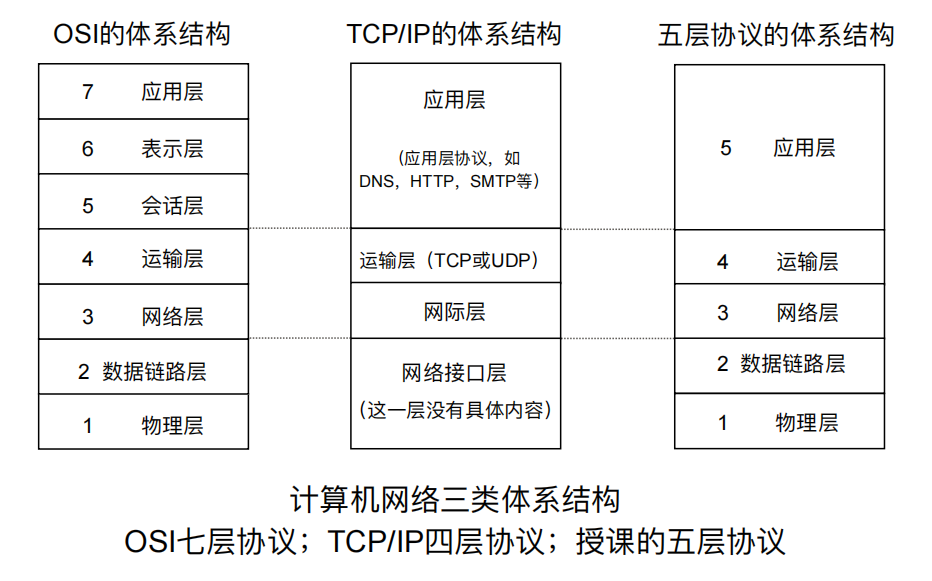 OSI的体系结构
7 应用层
6 表示层
5 会话层
4 运输层
3 网络层
2 数据链路层
1 物理层
TCP/IP的体系结构
应用层
（应用层协议，如
DNS，HTTP，SMTP等）
运输层（TCP或UDP）
网际层
网络接口层
（这一层没有具体内容）
五层协议的体系结构
5 应用层
4 运输层
3 网络层
2 数据链路层
1 物理层
计算机网络三类体系结构
OSI七层协议；TCP/IP四层协议；授课的五层协议